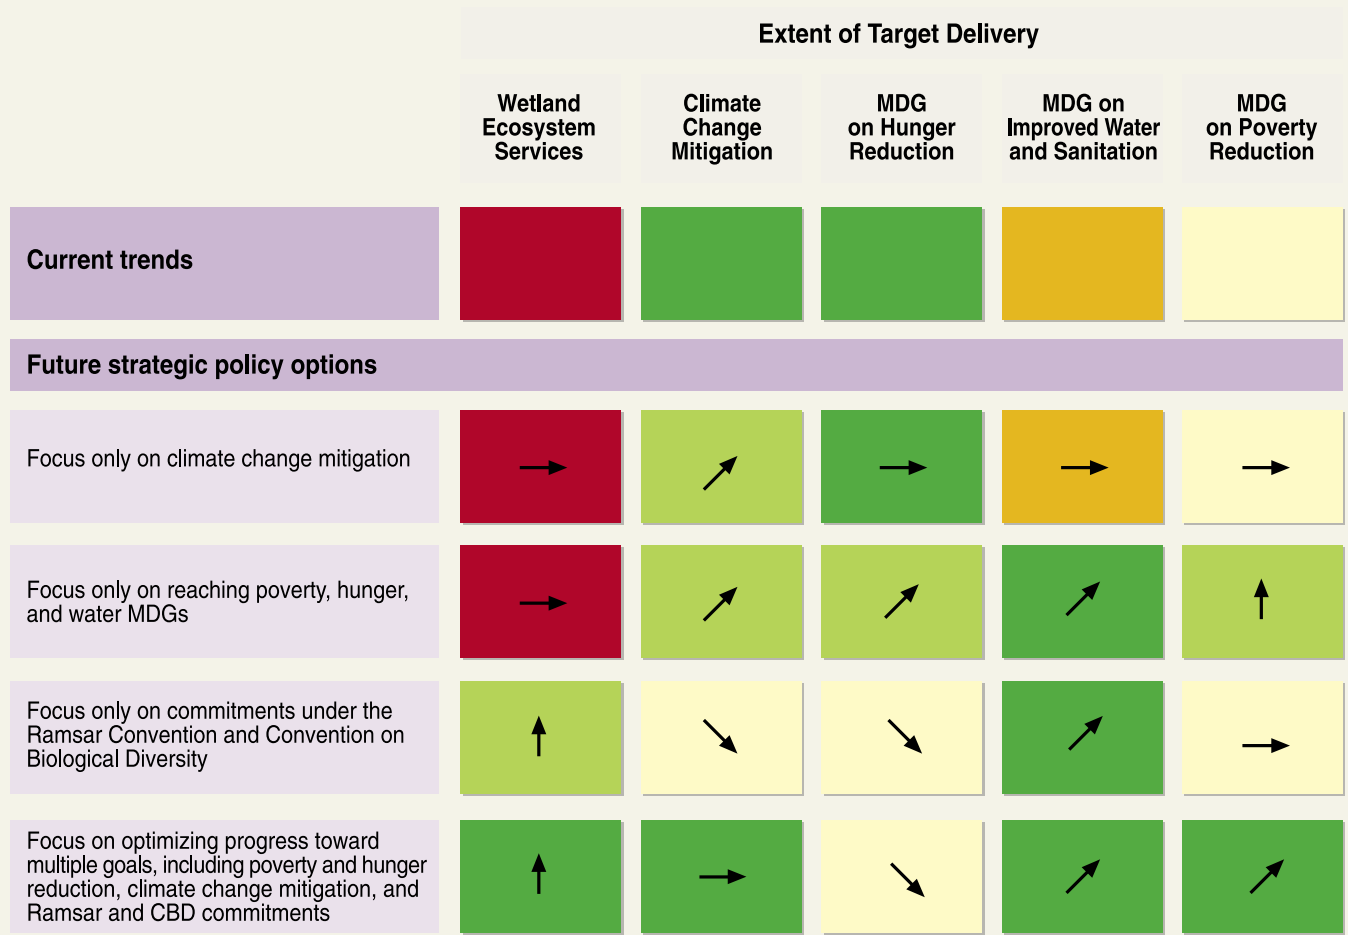 Extent of Target Delivery
Wetland
Ecosystem
Services
Climate
Change
Mitigation
MDG
on Hunger
Reduction
MDG on
Improved Water
and Sanitation
MDG
on Poverty
Reduction
Current trends
Future strategic policy options
Focus only on climate change mitigation
Focus only on reaching poverty, hunger,
and water MDGs
Focus only on commitments under the
Ramsar Convention and Convention on
Biological Diversity
Focus on optimizing progress toward
multiple goals, including poverty and hunger
reduction, climate change mitigation, and
Ramsar and CBD commitments